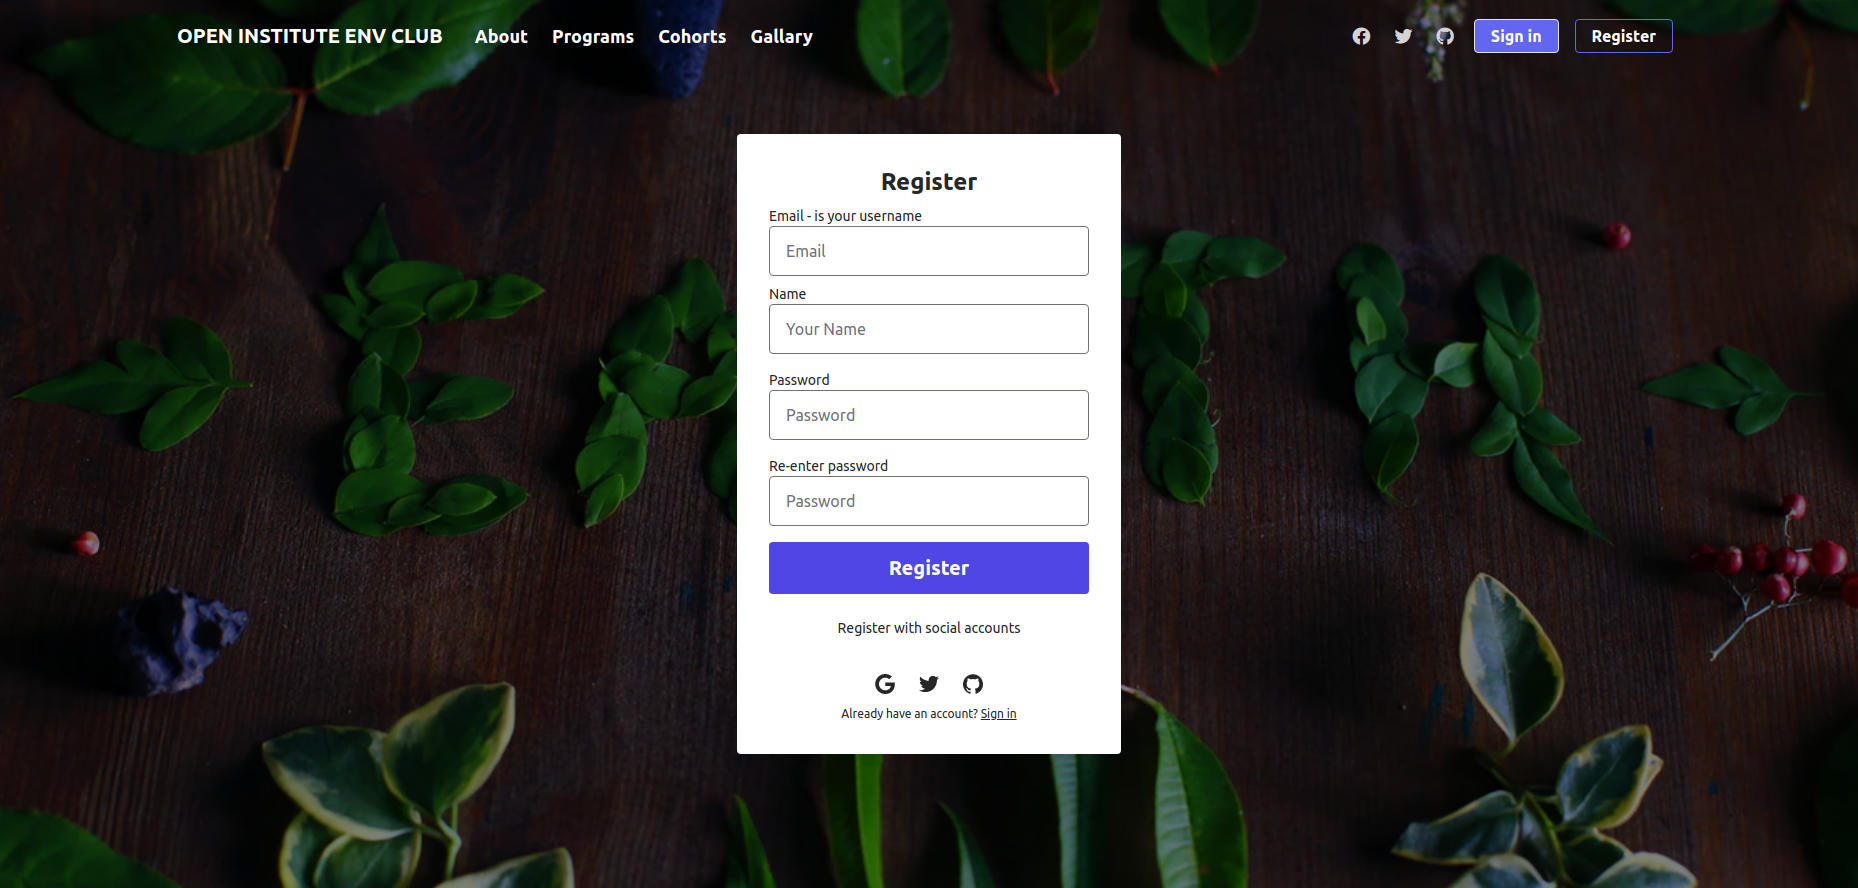 OPEN INSTITUTE ENV CLUB About Programs Cohorts Gallary Sign in Register
Register
Email - is your username
Email
Name
Your Name
Password
Password
Re-enter password
Password
Register
Register with social accounts
Already have an account? Sign in